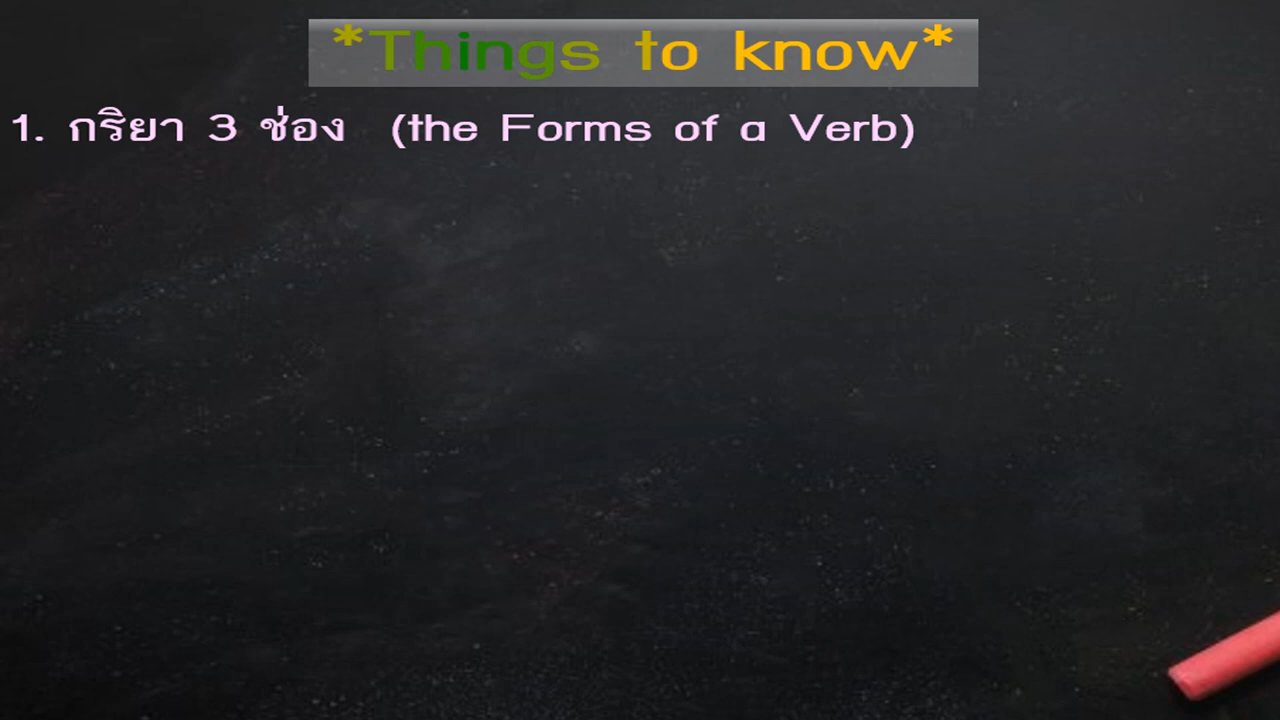 *Things to know*
1. กริยา 3 ช่อง (the Forms of a Verb)